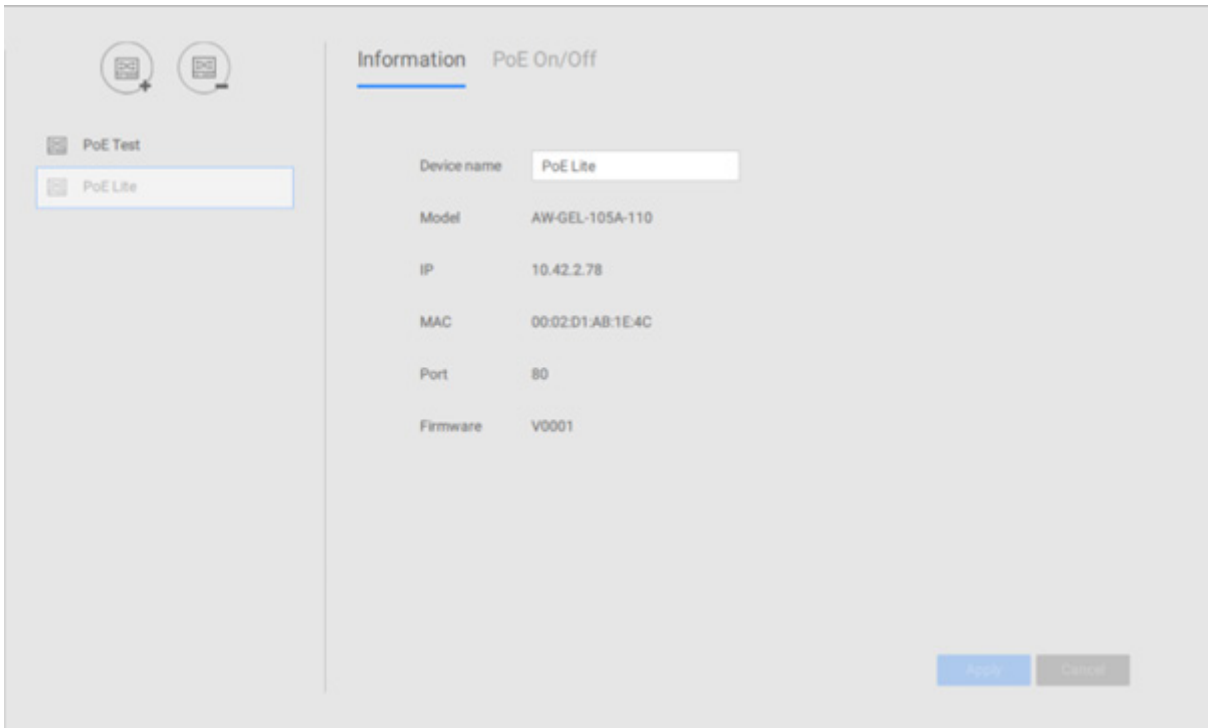 Information PoE On/Off
PoE Test
PoE Lite
Device name PoE Lite
Model AW-GEL-105A-110
IP 10.42.2.78
MAC 00:02:D1:AB:1E:4C
Port 80
Firmware V0001
Apply Cancel